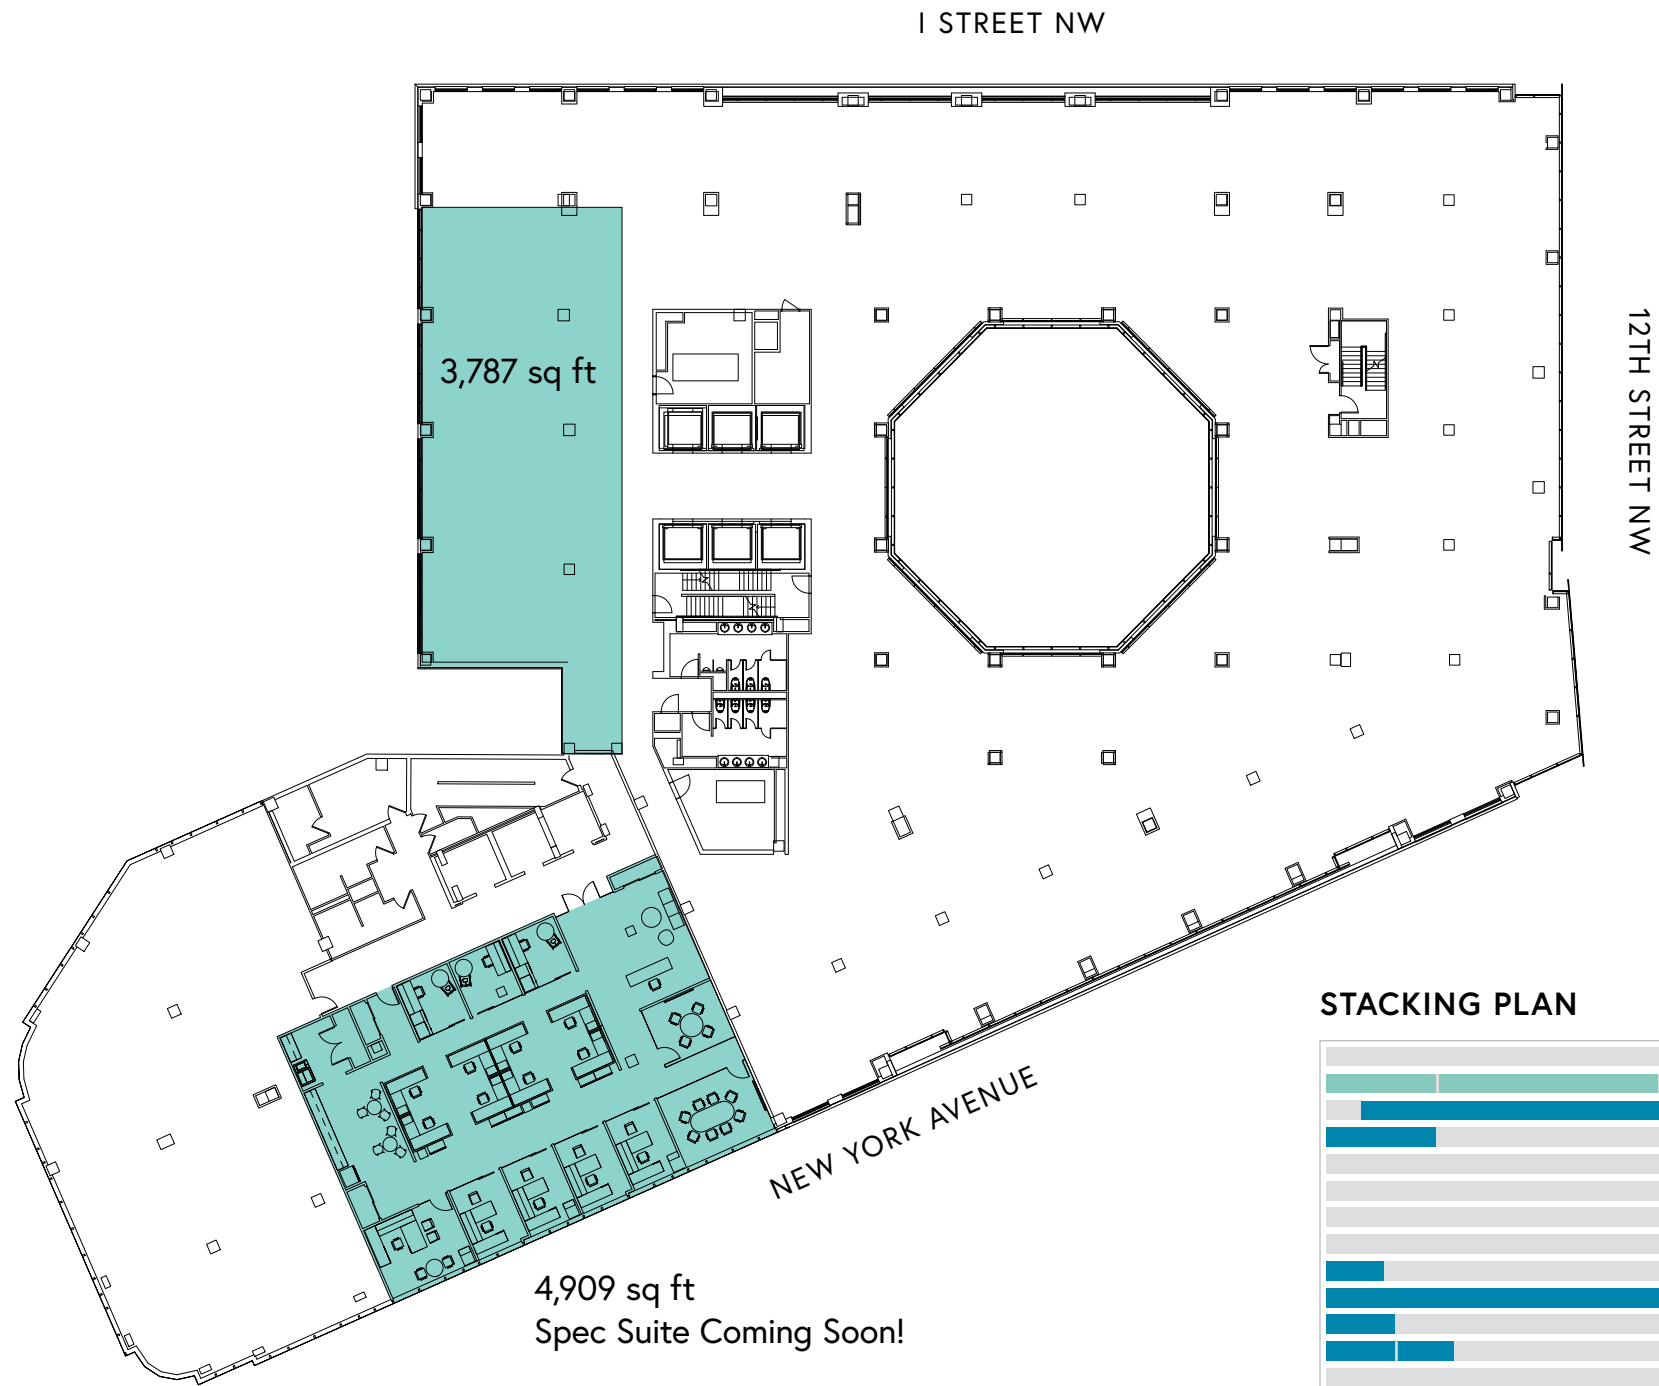 I STREET NW
3,787 sq ft
12TH STREET NW
STACKING PLAN
NEW YORK AVENUE
4,909 sq ft
Spec Suite Coming Soon!